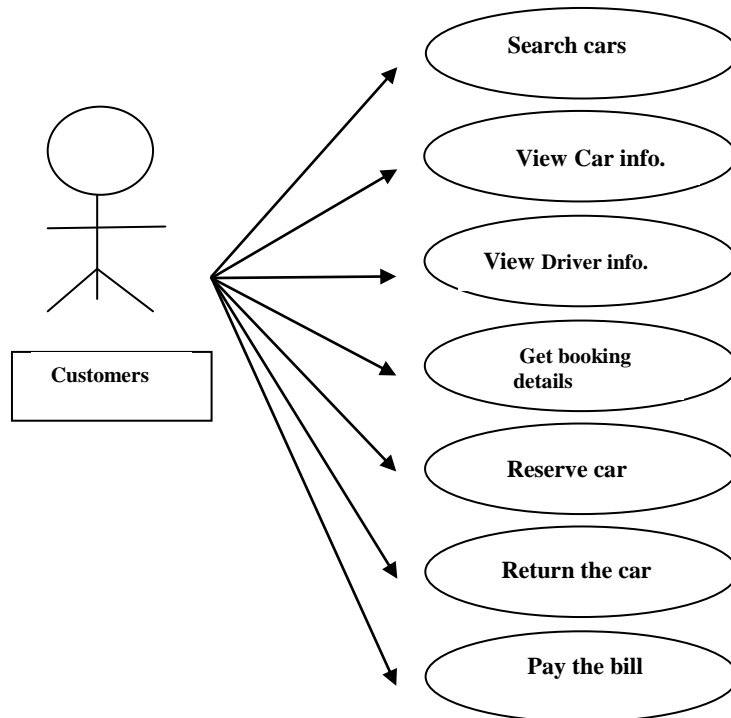 Search cars
View Car info.
View Driver info.
Get booking
details
Customers
Reserve car
Return the car
Pay the bill